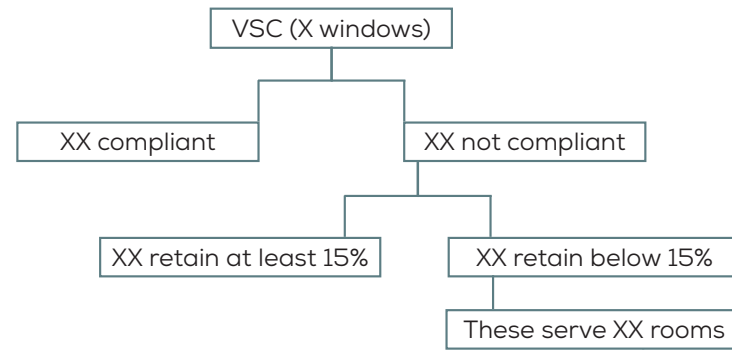 VSC (X windows)
XX compliant
XX not compliant
XX retain at least 15%
XX retain below 15%
These serve XX rooms